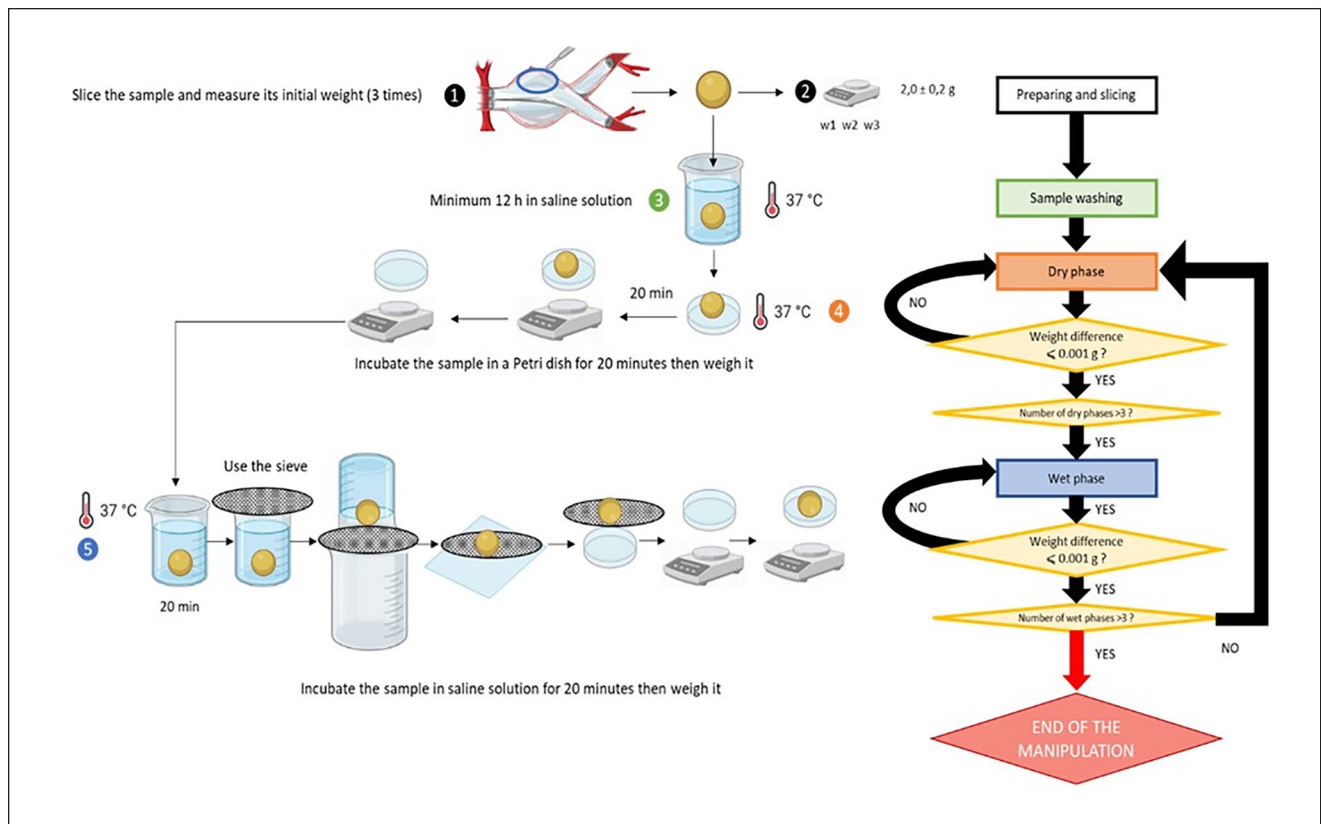 Slice the sample and measure its initial weight (3 times)
1
2
2,0 ± 0,2 g
w1 w2 w3
Minimum 12 h in saline solution
3
37 °C
20 min
37 °C
4
Incubate the sample in a Petri dish for 20 minutes then weigh it
Use the sieve
37 °C
5
20 min
Incubate the sample in saline solution for 20 minutes then weigh it
Preparing and slicing
Sample washing
Dry phase
NO
Weight difference
⩽ 0.001 g ?
YES
Number of dry phases >3 ?
YES
Wet phase
NO
YES
Weight difference
⩽ 0.001 g ?
YES
Number of wet phases >3 ?
YES
NO
END OF THE
MANIPULATION